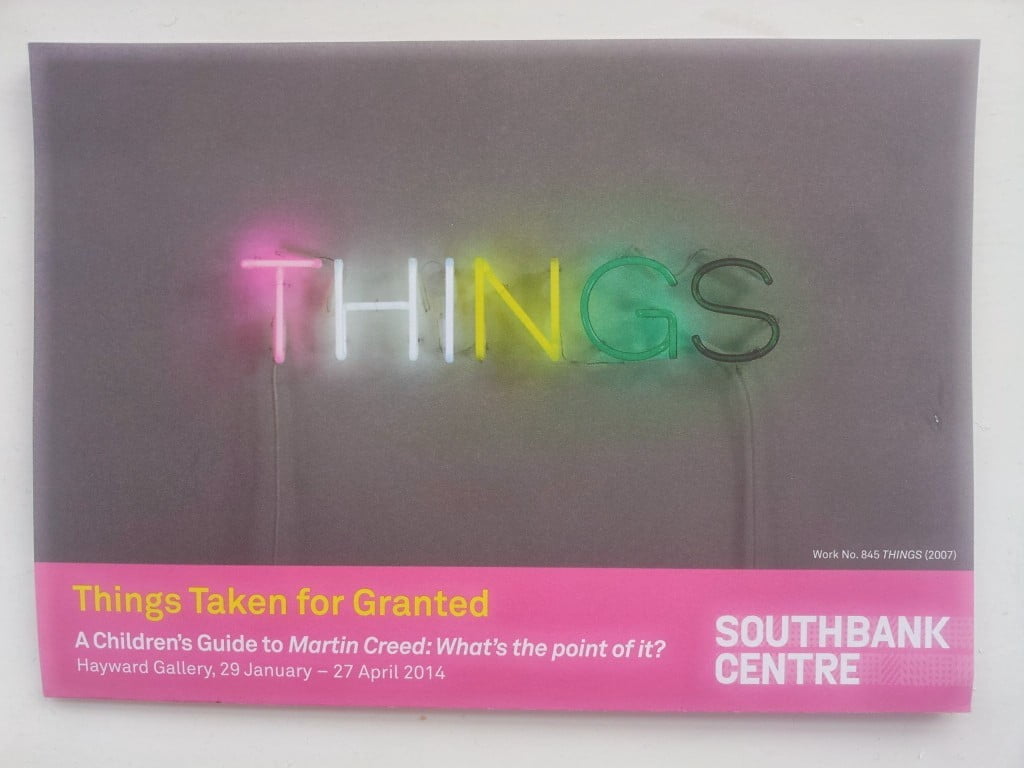 THINGS
Work No. 845 THINGS (2007)
Things Taken for Granted
A Children's Guide to Martin Creed: What's the point of it?
Hayward Gallery, 29 January – 27 April 2014
SOUTHBANK
CENTRE